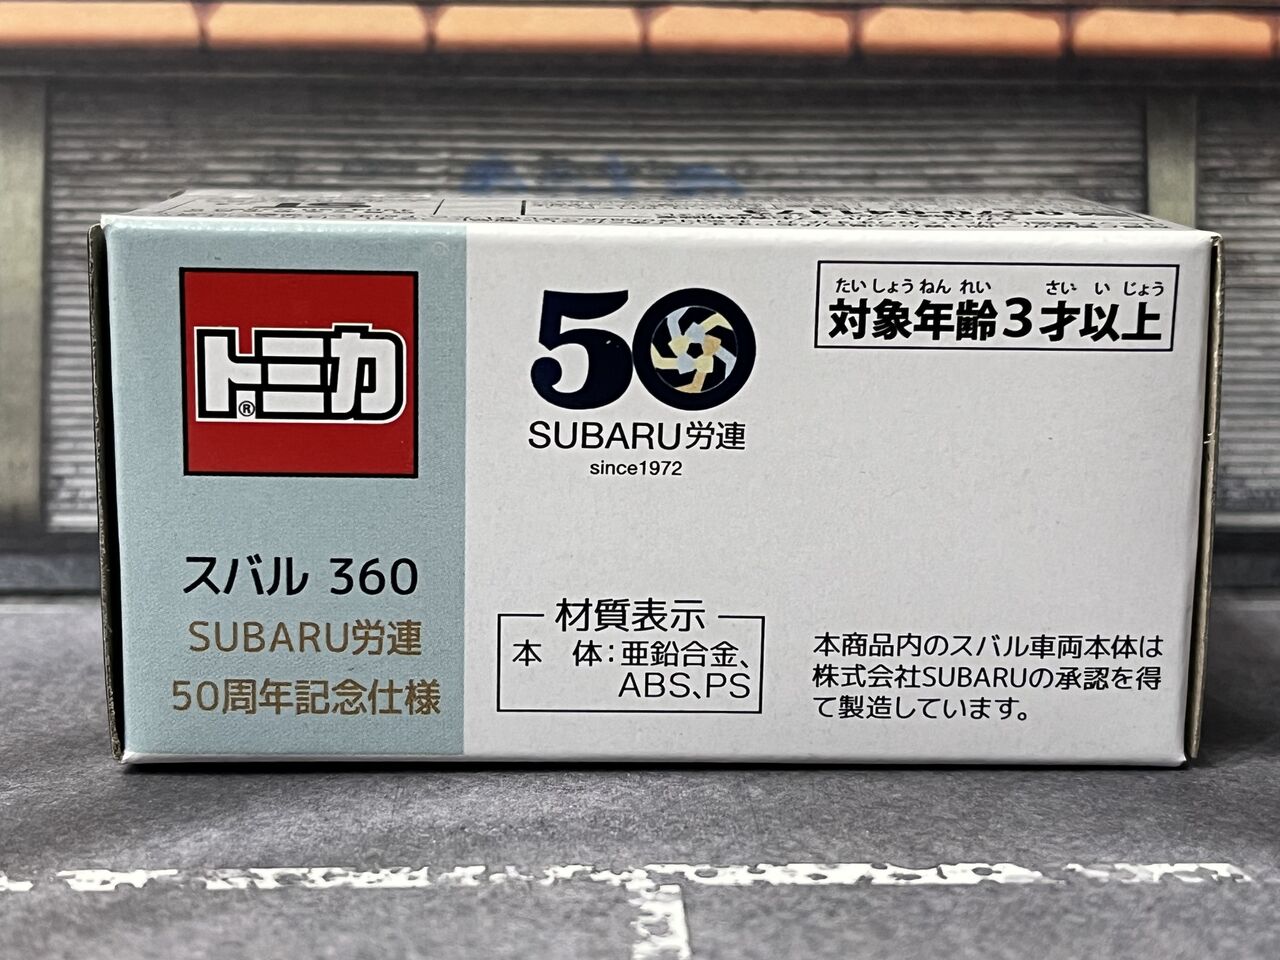 トミカ®
スバル 360
SUBARU労連
50周年記念仕様
50
SUBARU労連
since1972
たいしょうねんれい さいいじょう
対象年齢3才以上
材質表示
本 体：亜鉛合金、
ABS、PS
本商品内のスバル車両本体は
株式会社SUBARUの承認を得
て製造しています。